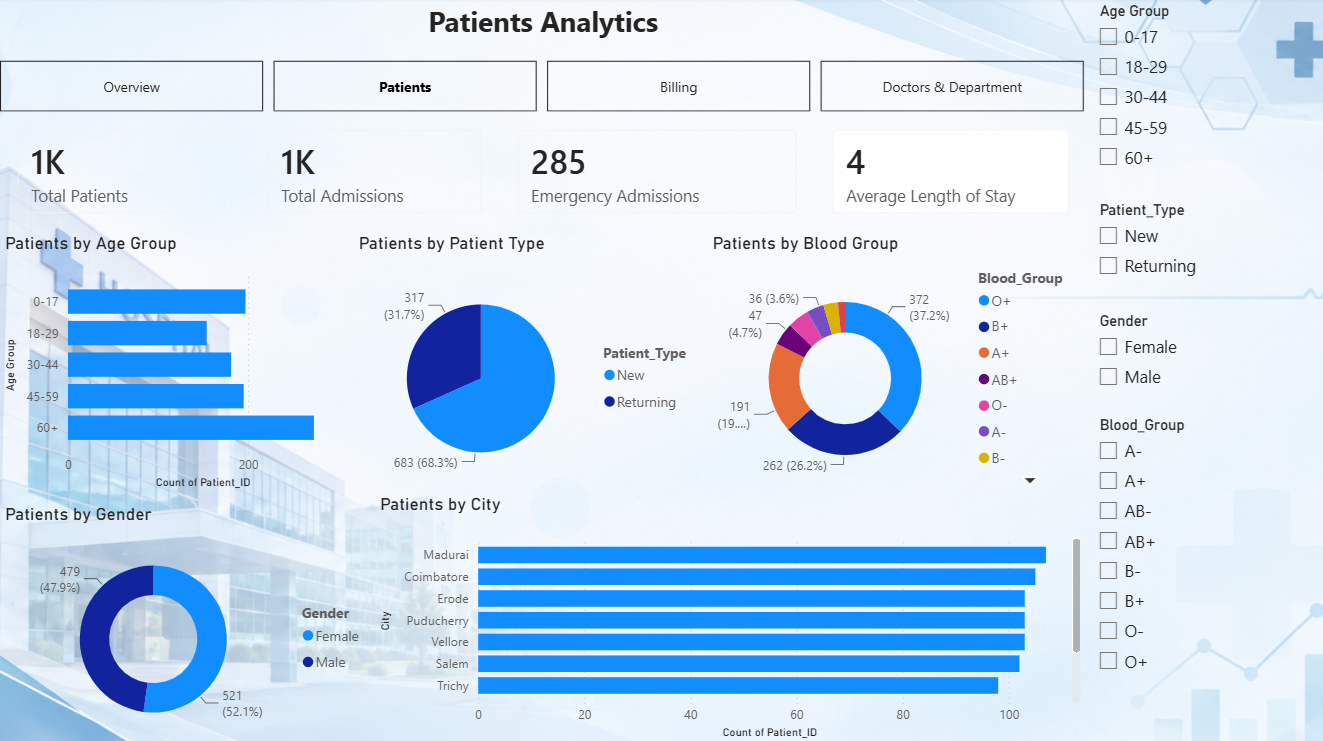 Patients Analytics
Overview
Patients
Billing
Doctors & Department
1K
Total Patients
1K
Total Admissions
285
Emergency Admissions
4
Average Length of Stay
Patients by Age Group
Age Group
0-17
18-29
30-44
45-59
60+
0
200
Count of Patient_ID
Patients by Patient Type
317
(31.7%)
683 (68.3%)
Patient_Type
New
Returning
Patients by Blood Group
36 (3.6%)
47
(4.7%)
191
(19....)
262 (26.2%)
372
(37.2%)
Blood_Group
O+
B+
A+
AB+
O-
A-
B-
Patients by Gender
479
(47.9%)
521
(52.1%)
Gender
Female
Male
Patients by City
City
Madurai
Coimbatore
Erode
Puducherry
Vellore
Salem
Trichy
0
20
40
60
80
100
Count of Patient_ID
Age Group
0-17
18-29
30-44
45-59
60+
Patient_Type
New
Returning
Gender
Female
Male
Blood_Group
A-
A+
AB-
AB+
B-
B+
O-
O+